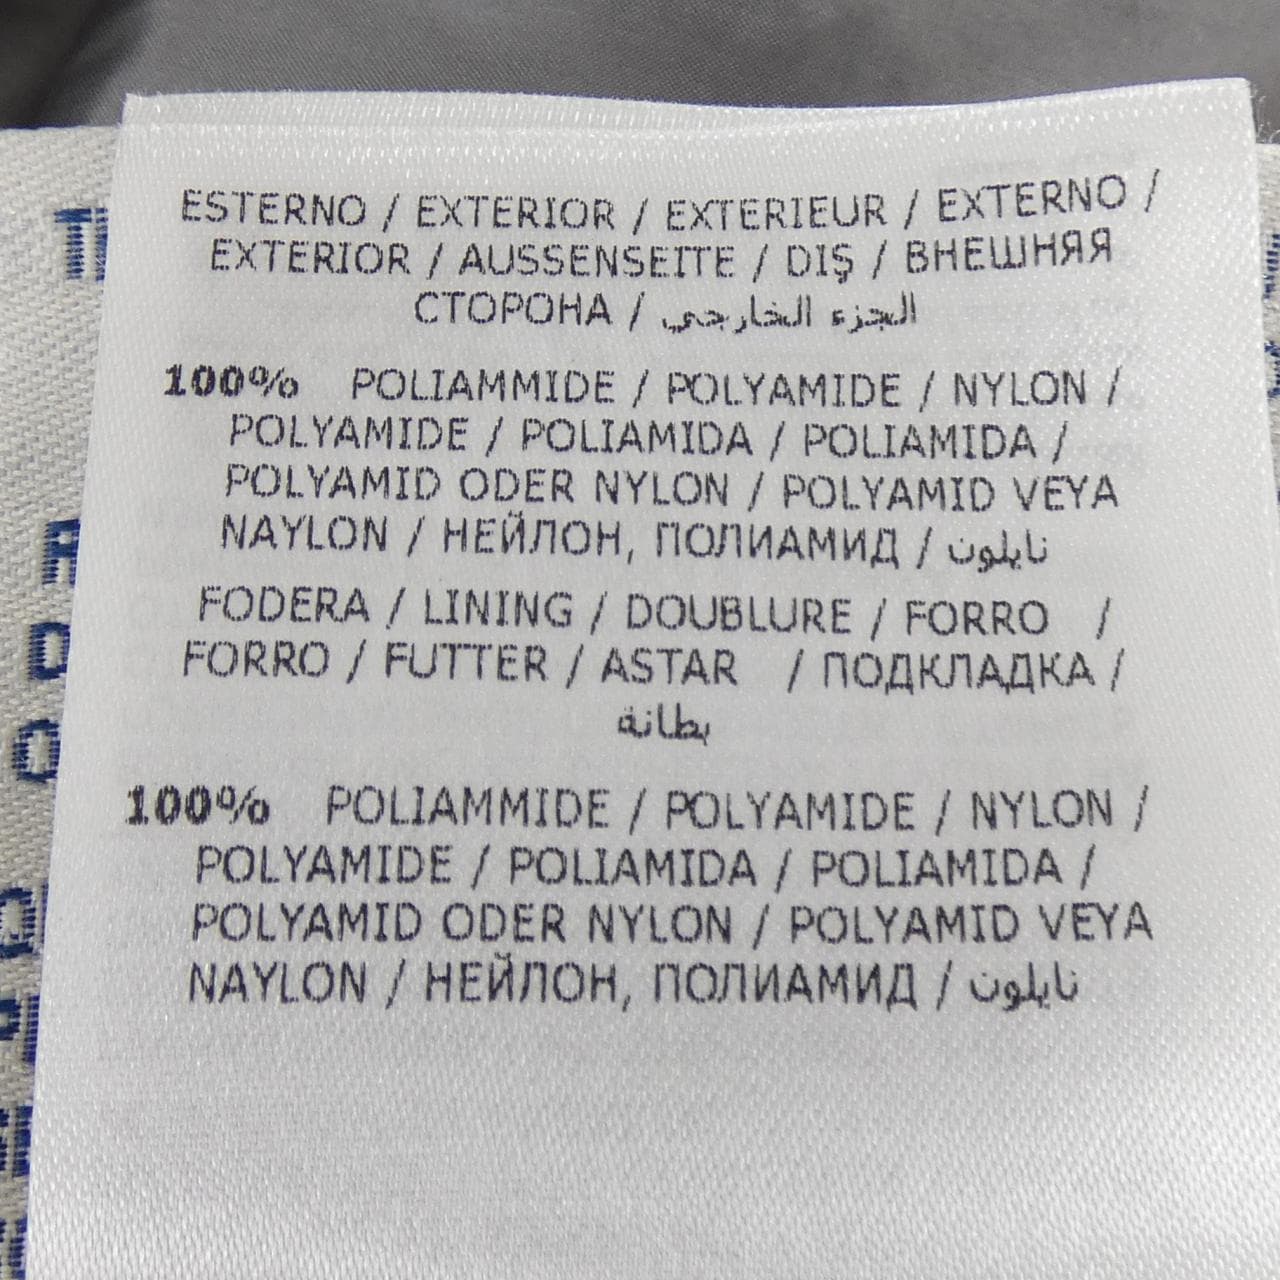 ESTERNO / EXTERIOR / EXTERIEUR / EXTERNO /
EXTERIOR / AUSSENSEITE / DIŞ / ВНЕШНЯЯ
СТОРОНА / الجزء الخارجي
100% POLIAMMIDE / POLYAMIDE / NYLON /
POLYAMIDE / POLIAMIDA / POLIAMIDA /
POLYAMID ODER NYLON / POLYAMID VEYA
NAYLON / НЕЙЛОН, ПОЛИАМИД / نايلون
FODERA / LINING / DOUBLURE / FORRO /
FORRO / FUTTER / ASTAR / ПОДКЛАДКА /
بطانة
100% POLIAMMIDE / POLYAMIDE / NYLON /
POLYAMIDE / POLIAMIDA / POLIAMIDA /
POLYAMID ODER NYLON / POLYAMID VEYA
NAYLON / НЕЙЛОН, ПОЛИАМИД / نايلون